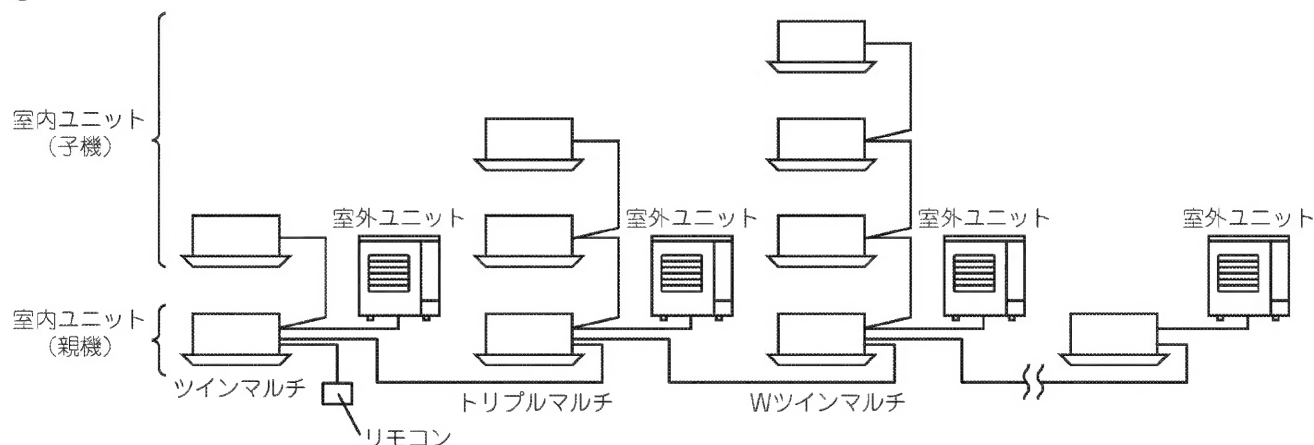 室内ユニット
（子機）
室外ユニット
室外ユニット
室外ユニット
室外ユニット
室内ユニット
（親機）
ツインマルチ
トリプルマルチ
Wツインマルチ
リモコン